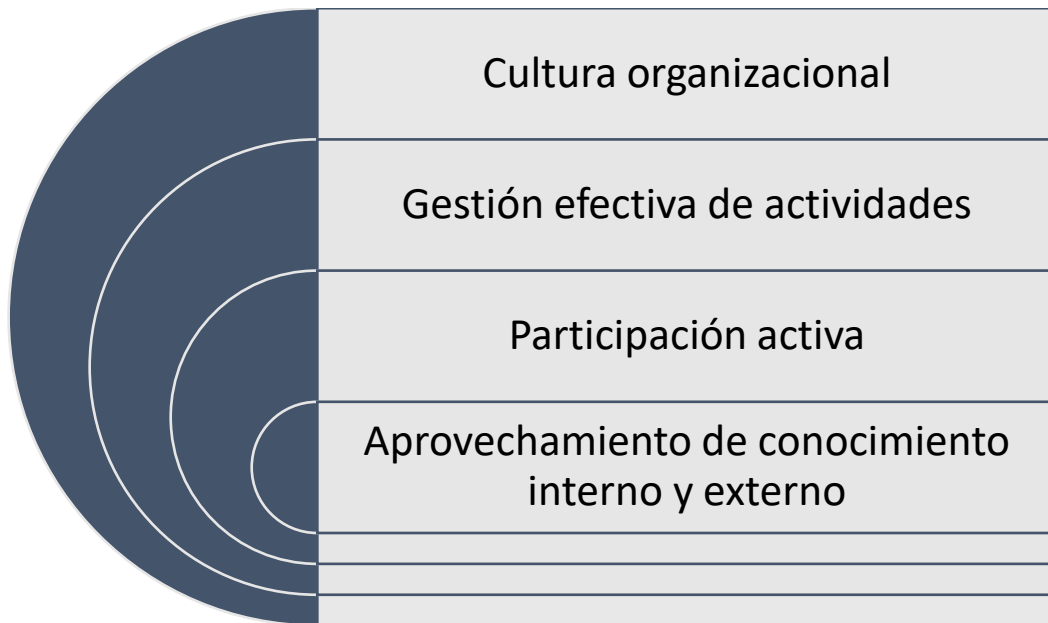 Cultura organizacional
Gestión efectiva de actividades
Participación activa
Aprovechamiento de conocimiento
interno y externo